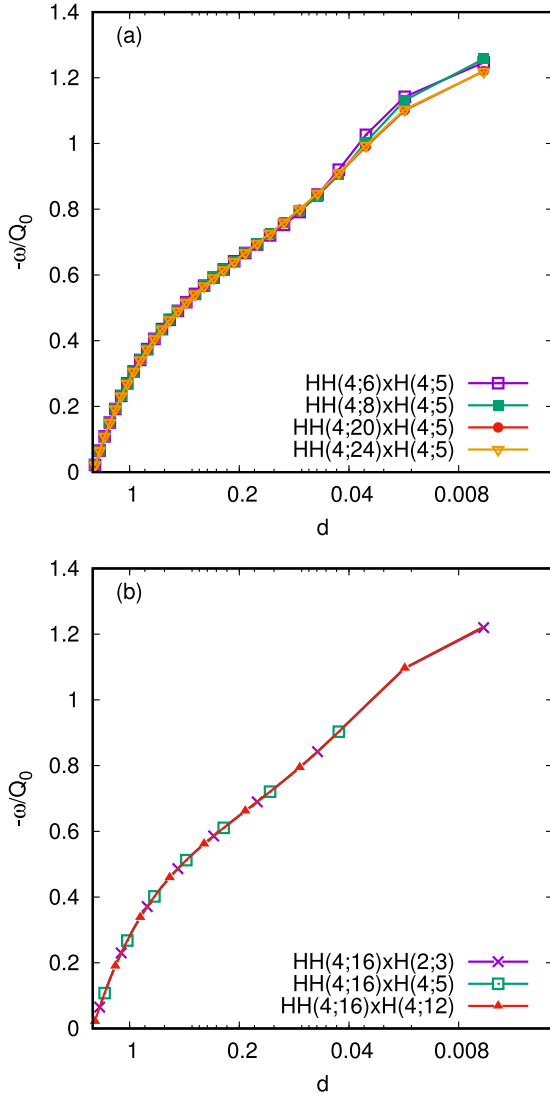 (a)
1.4
1.2
1
0.8
0.6
0.4
0.2
0
-ω/Q0
HH(4;6)xH(4;5)
HH(4;8)xH(4;5)
HH(4;20)xH(4;5)
HH(4;24)xH(4;5)
1 0.2 0.04 0.008
d
(b)
1.4
1.2
1
0.8
0.6
0.4
0.2
0
-ω/Q0
HH(4;16)xH(2;3)
HH(4;16)xH(4;5)
HH(4;16)xH(4;12)
1 0.2 0.04 0.008
d